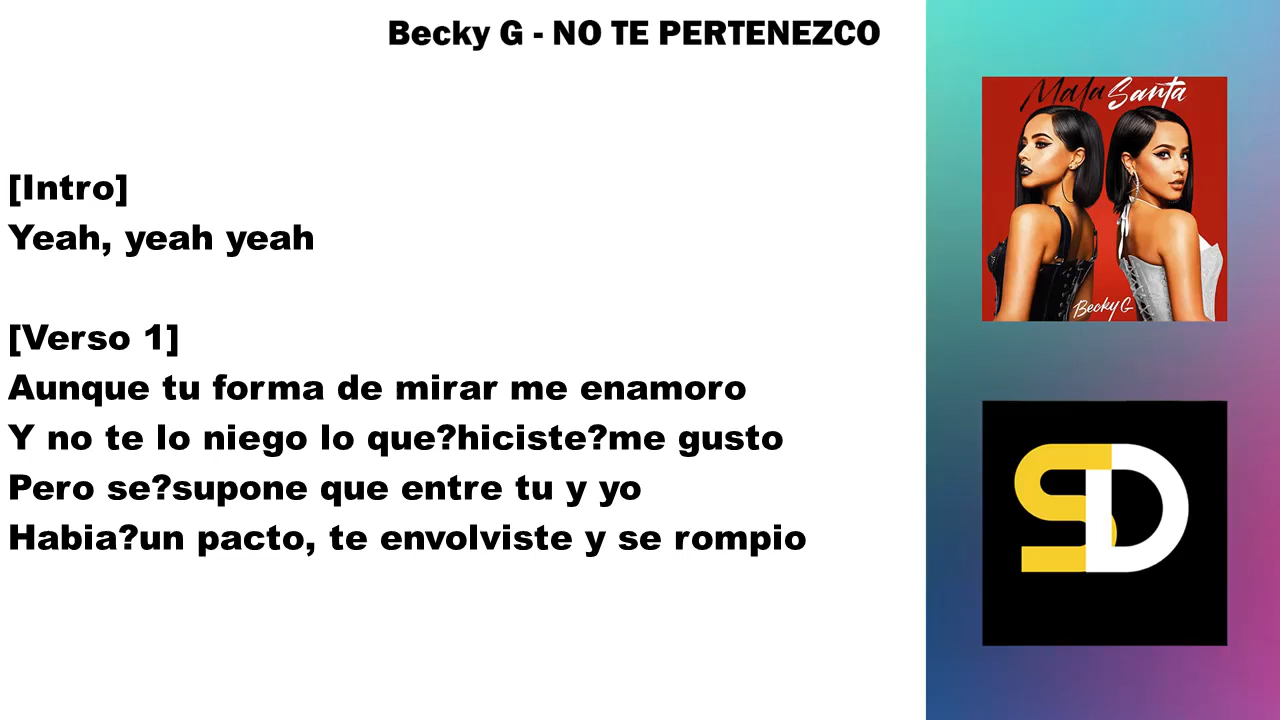 Becky G - NO TE PERTENEZCO
Mala Santa
Becky G
[Intro]
Yeah, yeah yeah
[Verso 1]
Aunque tu forma de mirar me enamoro
Y no te lo niego lo que?hiciste?me gusto
Pero se?supone que entre tu y yo
Habia?un pacto, te envolviste y se rompio
SD